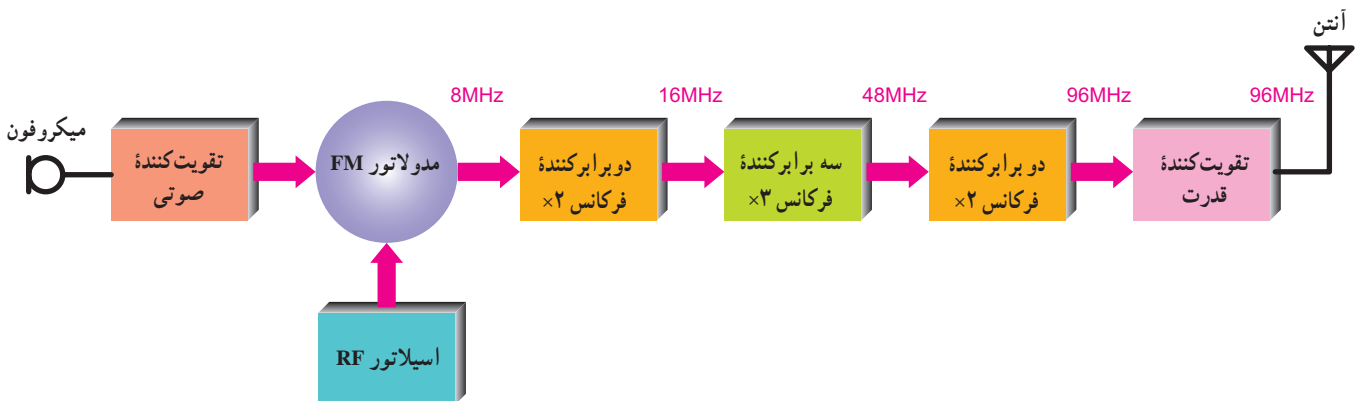 آنتن
8MHz
16MHz
48MHz
96MHz
96MHz
میکروفون
تقویت‌کنندهٔ
صوتی
مدولاتور FM
دوبرابرکنندهٔ
فرکانس ۲×
سه برابرکنندهٔ
فرکانس ۳×
دو برابرکنندهٔ
فرکانس ۲×
تقویت‌کنندهٔ
قدرت
اسیلاتور RF